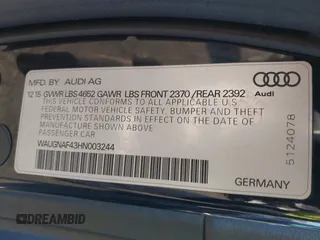 MFD. BY AUDI AG
12 15 GVWR LBS 4652 GAWR LBS FRONT 2370 /REAR 2392
THIS VEHICLE CONFORMS TO ALL APPLICABLE
FEDERAL MOTOR VEHICLE SAFETY,
BUMPER AND THEFT PREVENTION
STANDARDS IN EFFECT ON THE DATE OF
MANUFACTURE SHOWN ABOVE
PASSENGER CAR
WAUGNAF43HN003244
Audi
5124078
GERMANY
DREAMBID